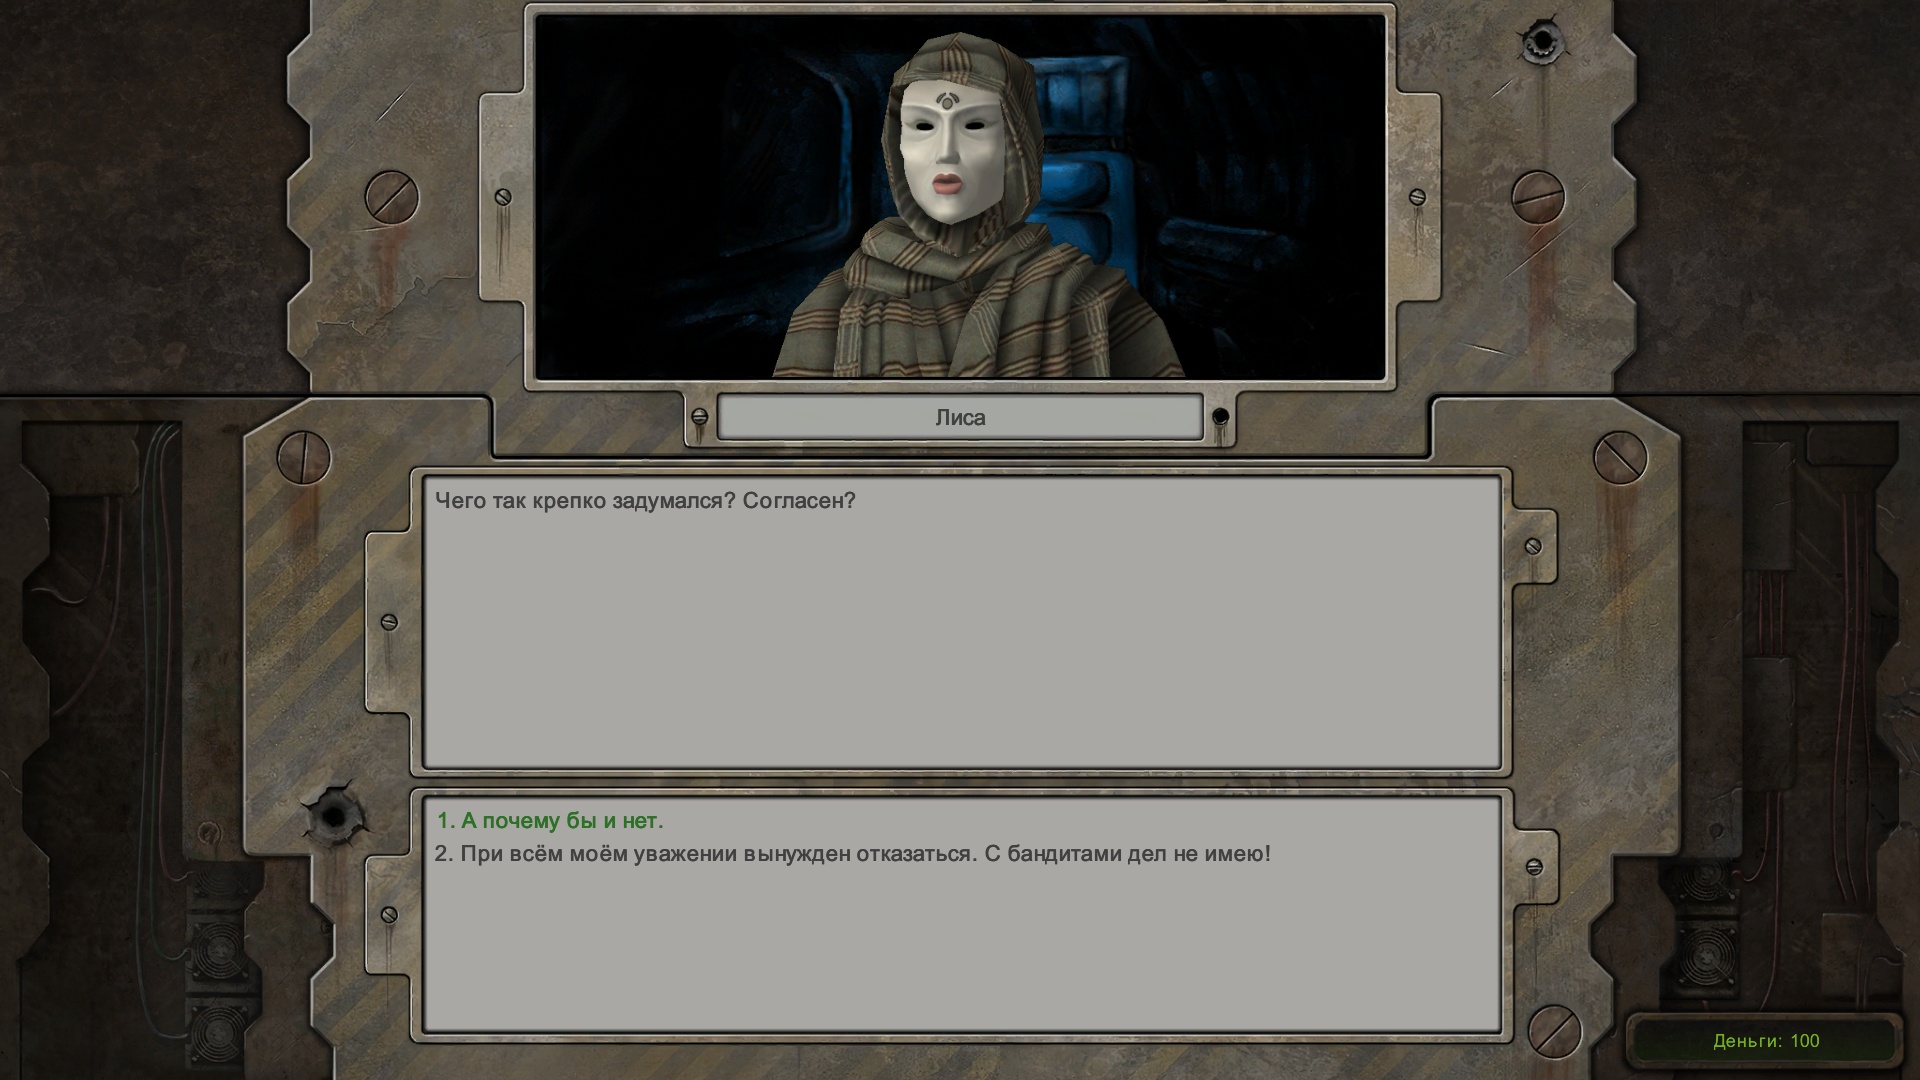 Лиса
Чего так крепко задумался? Согласен?
1. А почему бы и нет.
2. При всём моём уважении вынужден отказаться. С бандитами дел не имею!
Деньги: 100